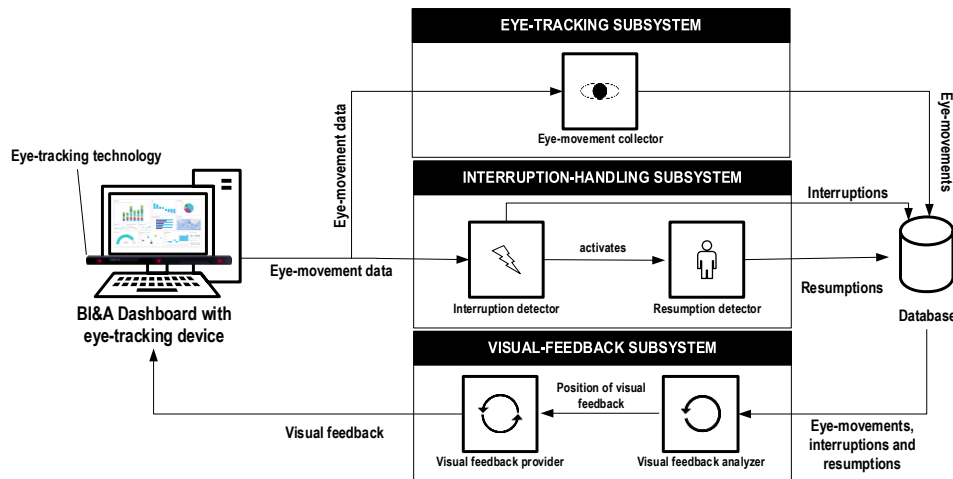 EYE-TRACKING SUBSYSTEM
Eye-movement collector
Eye-movement data
Eye-movements
Eye-tracking technology
INTERRUPTION-HANDLING SUBSYSTEM
Interruptions
activates
Eye-movement data
Resumptions
Interruption detector
Resumption detector
BI&A Dashboard with
eye-tracking device
Database
VISUAL-FEEDBACK SUBSYSTEM
Position of visual
feedback
Visual feedback
Eye-movements,
interruptions and
resumptions
Visual feedback provider
Visual feedback analyzer